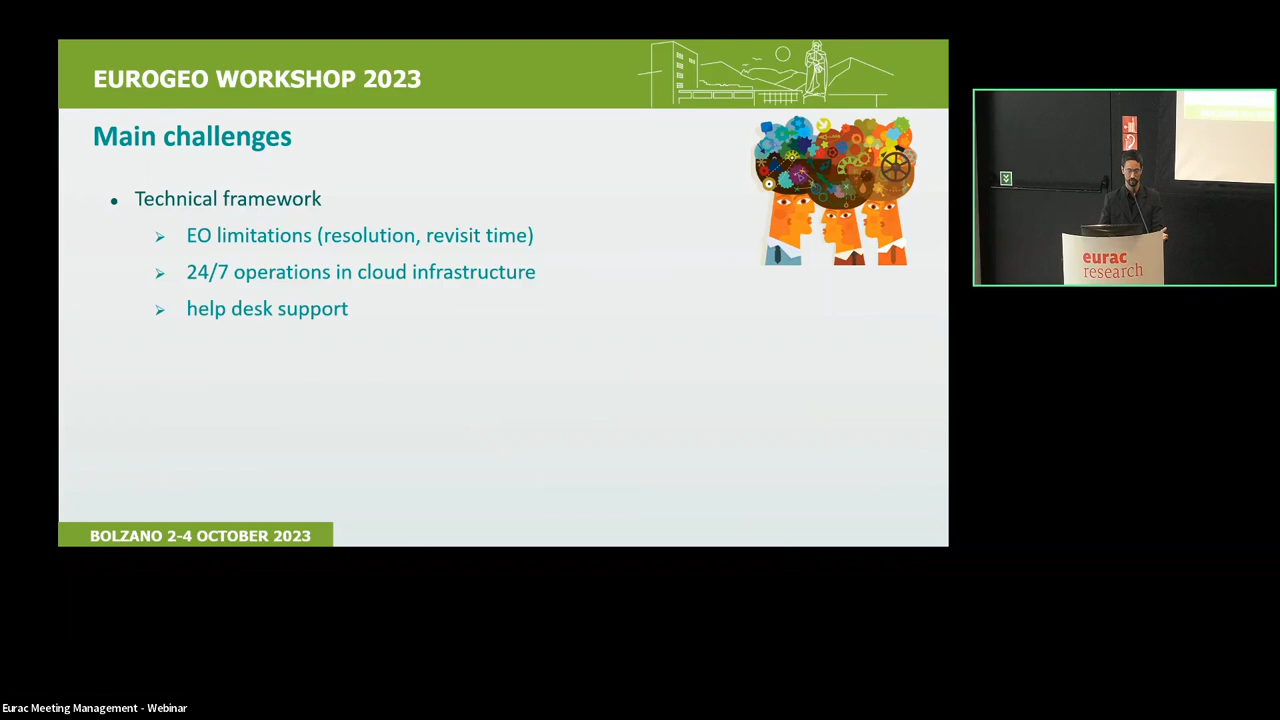 EUROGEO WORKSHOP 2023
Main challenges
• Technical framework
➢ EO limitations (resolution, revisit time)
➢ 24/7 operations in cloud infrastructure
➢ help desk support
BOLZANO 2-4 OCTOBER 2023
eurac
research
Eurac Meeting Management - Webinar